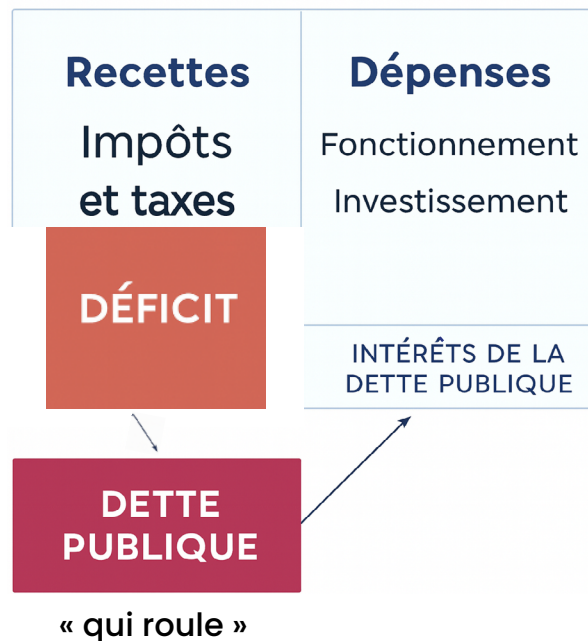 Recettes
Impôts
et taxes
DÉFICIT
Dépenses
Fonctionnement
Investissement
INTÉRÊTS DE LA
DETTE PUBLIQUE
DETTE
PUBLIQUE
« qui roule »